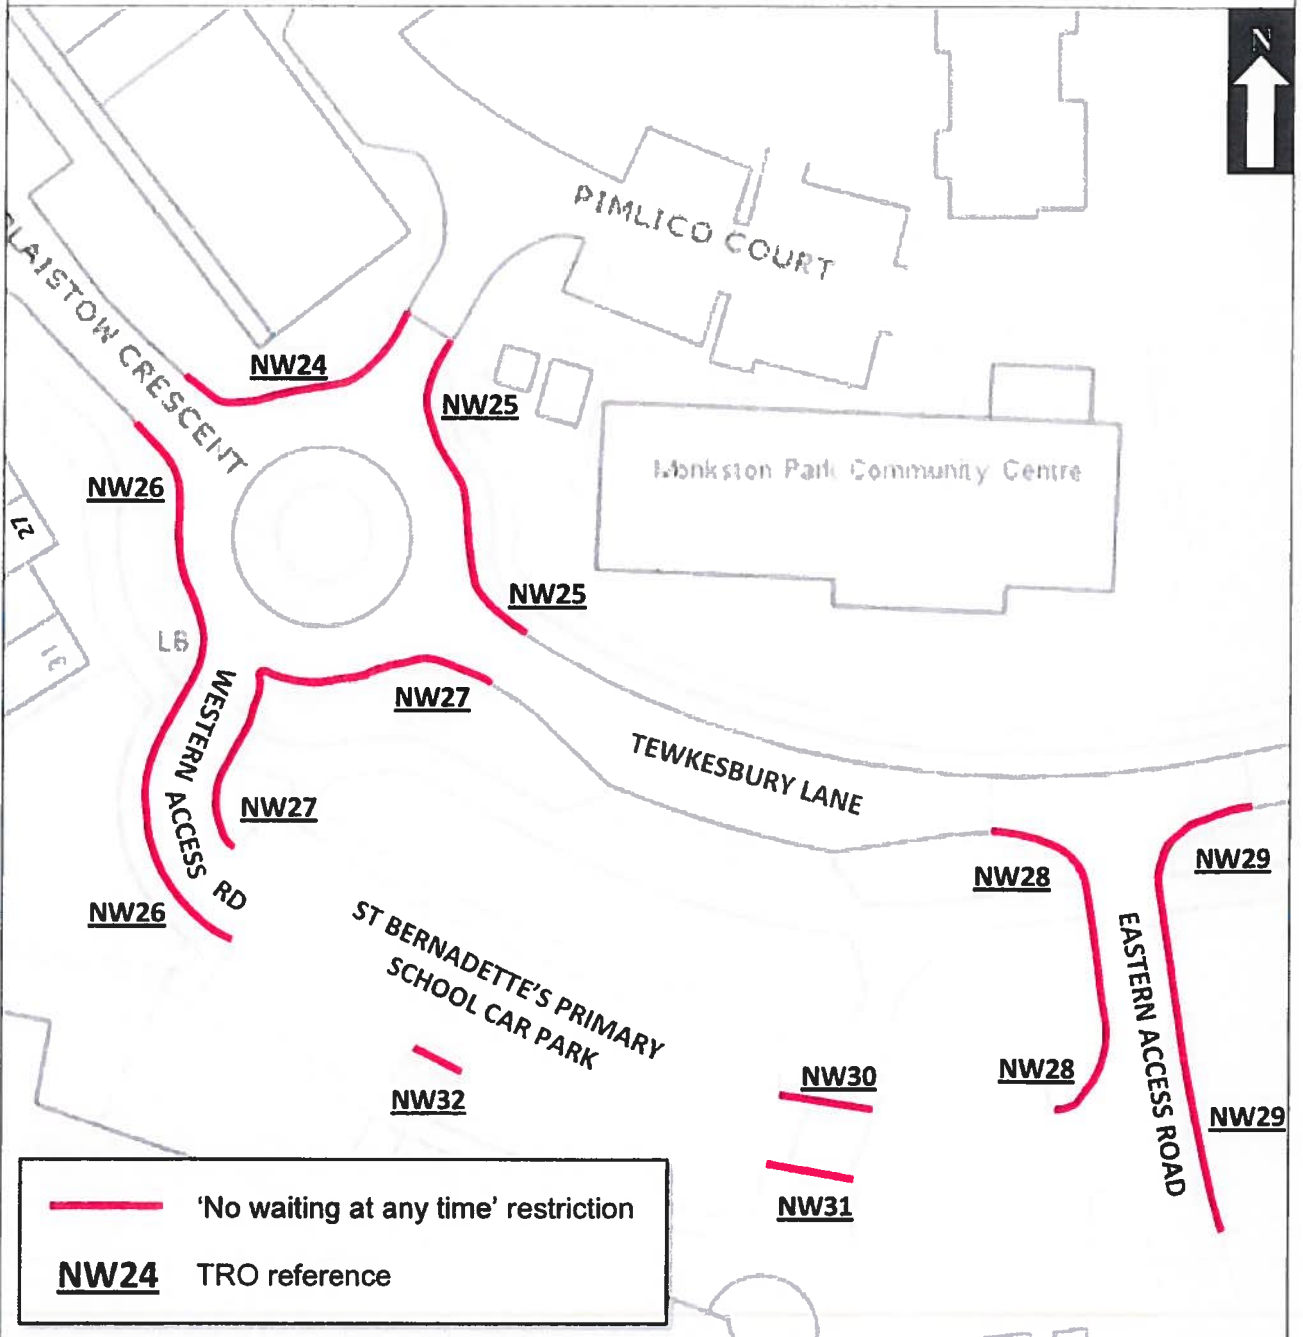 N
PIMLICO COURT
PLAISTOW CRESCENT
NW24
NW25
Monkston Park Community Centre
NW26
27
NW25
LB
31
WESTERN ACCESS RD
NW27
TEWKESBURY LANE
NW27
NW28
NW29
NW26
ST BERNADETTE'S PRIMARY
SCHOOL CAR PARK
EASTERN ACCESS ROAD
NW32
NW30
NW28
NW29
NW31
'No waiting at any time' restriction
NW24 TRO reference